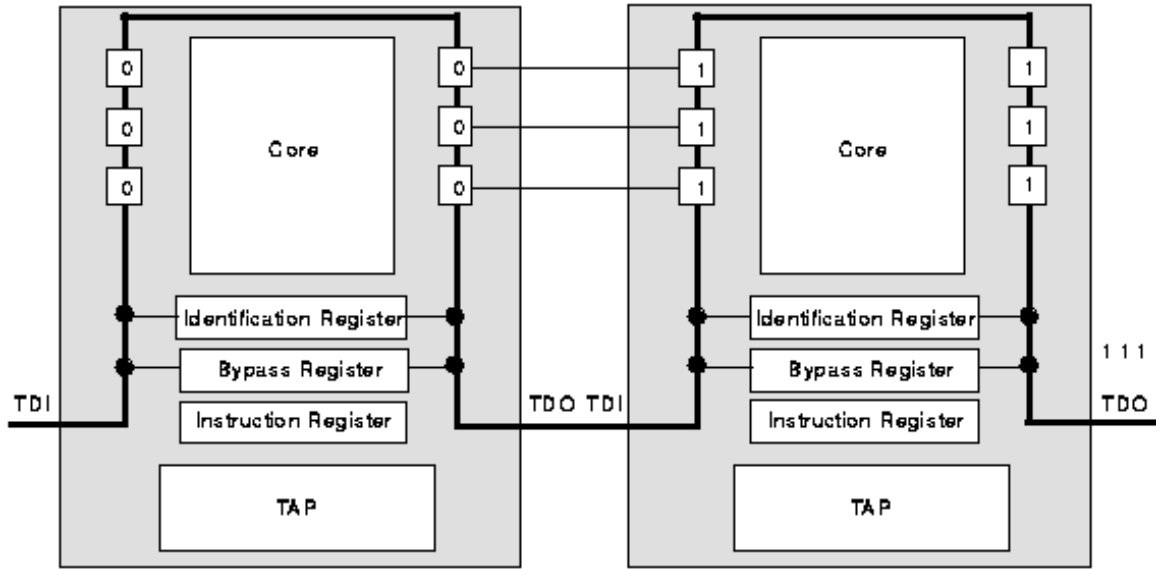 0 0 1 1
0 0 1 1
0 0 1 1
Core Core
Identification Register Identification Register
Bypass Register Bypass Register 1 1 1
TDI TDO TDI TDO
Instruction Register Instruction Register
TAP TAP